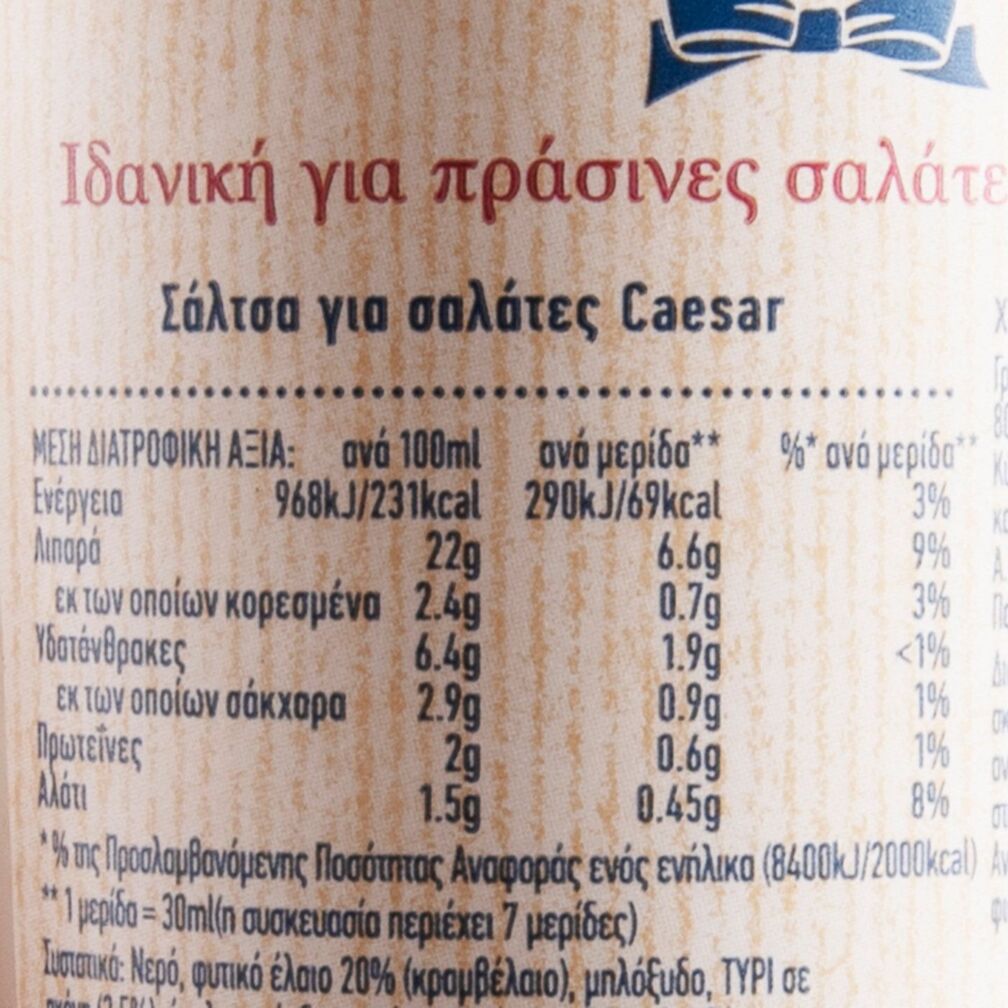 Ιδανική για πράσινες σαλάτε
Σάλτσα για σαλάτες Caesar
ΜΕΣΗ ΔΙΑΤΡΟΦΙΚΗ ΑΞΙΑ: ανά 100ml ανά μερίδα** %* ανά μερίδα**
Ενέργεια 968kJ/231kcal 290kJ/69kcal 3%
Λιπαρά 22g 6.6g 9%
εκ των οποίων κορεσμένα 2.4g 0.7g 3%
Υδατάνθρακες 6.4g 1.9g <1%
εκ των οποίων σάκχαρα 2.9g 0.9g 1%
Πρωτεΐνες 2g 0.6g 1%
Αλάτι 1.5g 0.45g 8%
*% της Προσλαμβανόμενης Ποσότητας Αναφοράς ενός ενήλικα (8400kJ/2000kcal)
** 1 μερίδα = 30ml(η συσκευασία περιέχει 7 μερίδες)
Συστατικά: Νερό, φυτικό έλαιο 20% (κραμβέλαιο), μηλόξυδο, ΤΥΡΙ σε